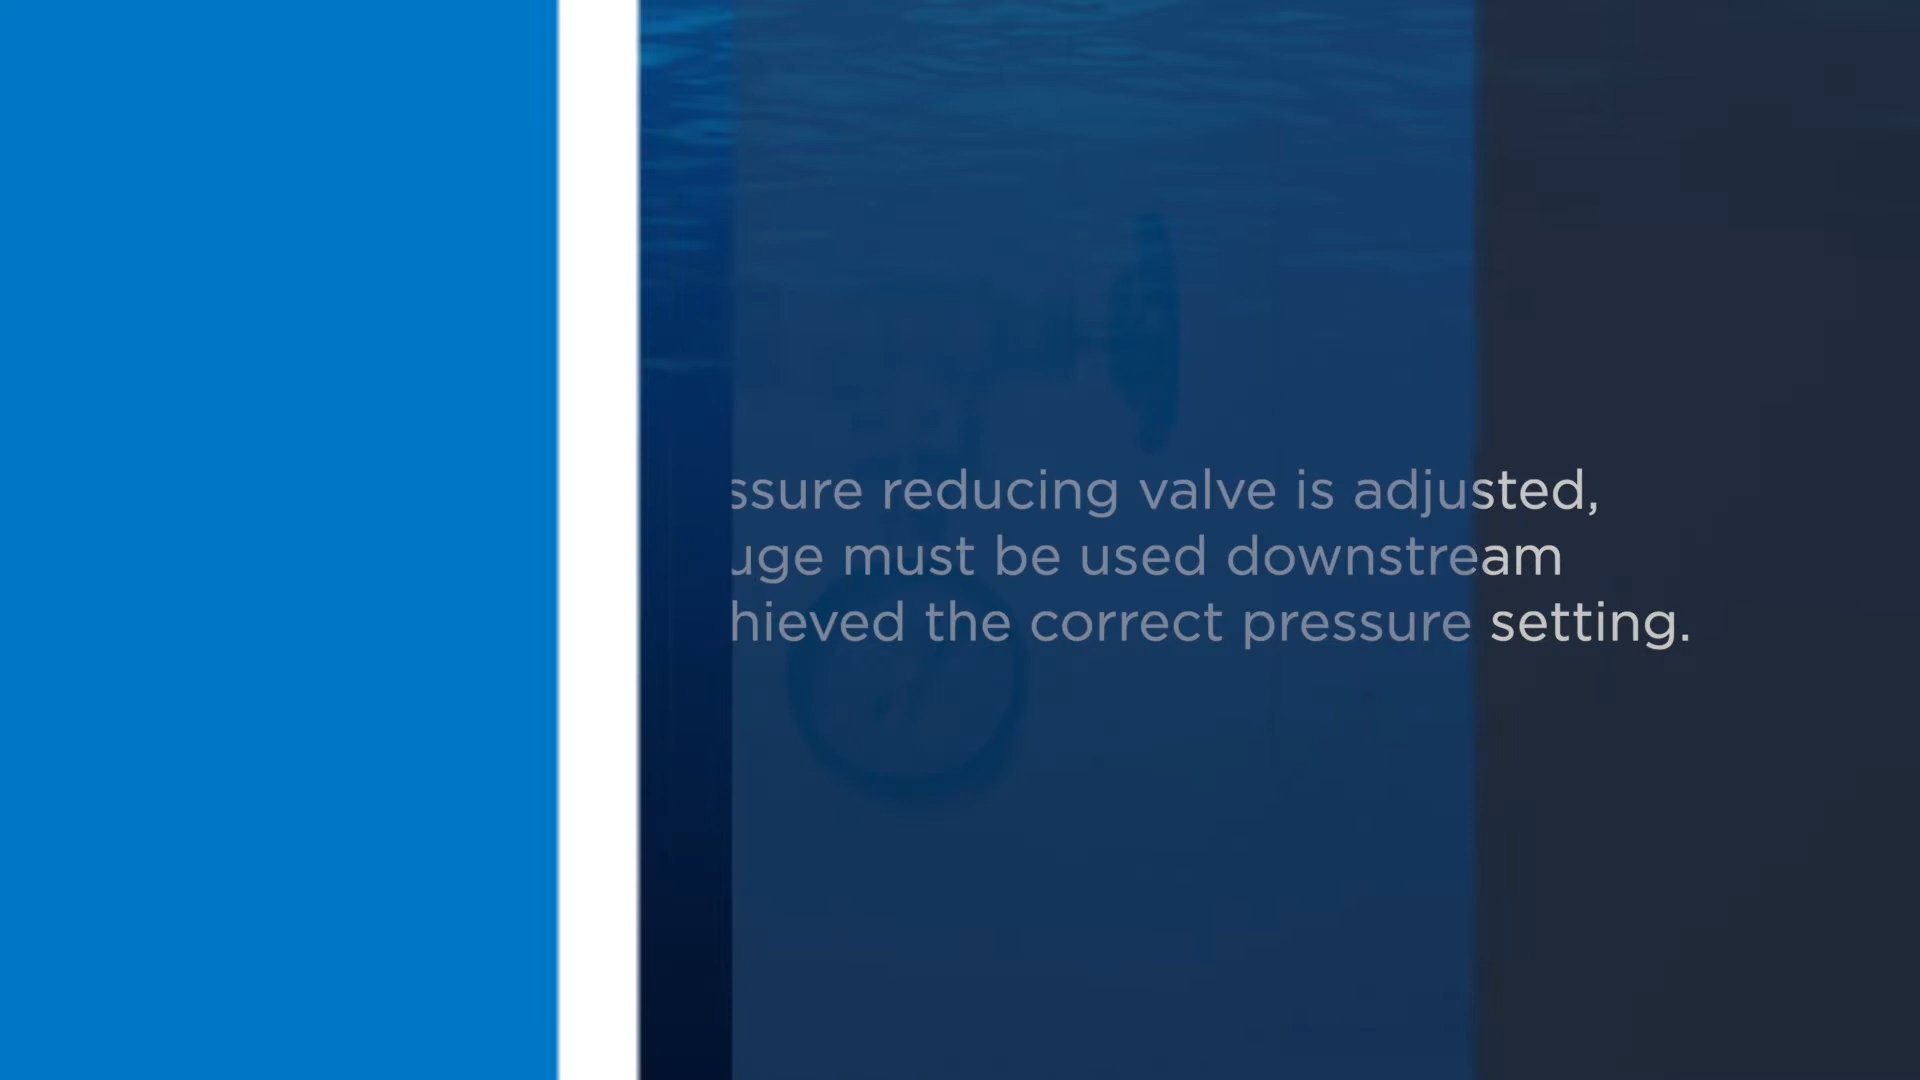 ssure reducing valve is adjusted,
uge must be used downstream
hieved the correct pressure setting.